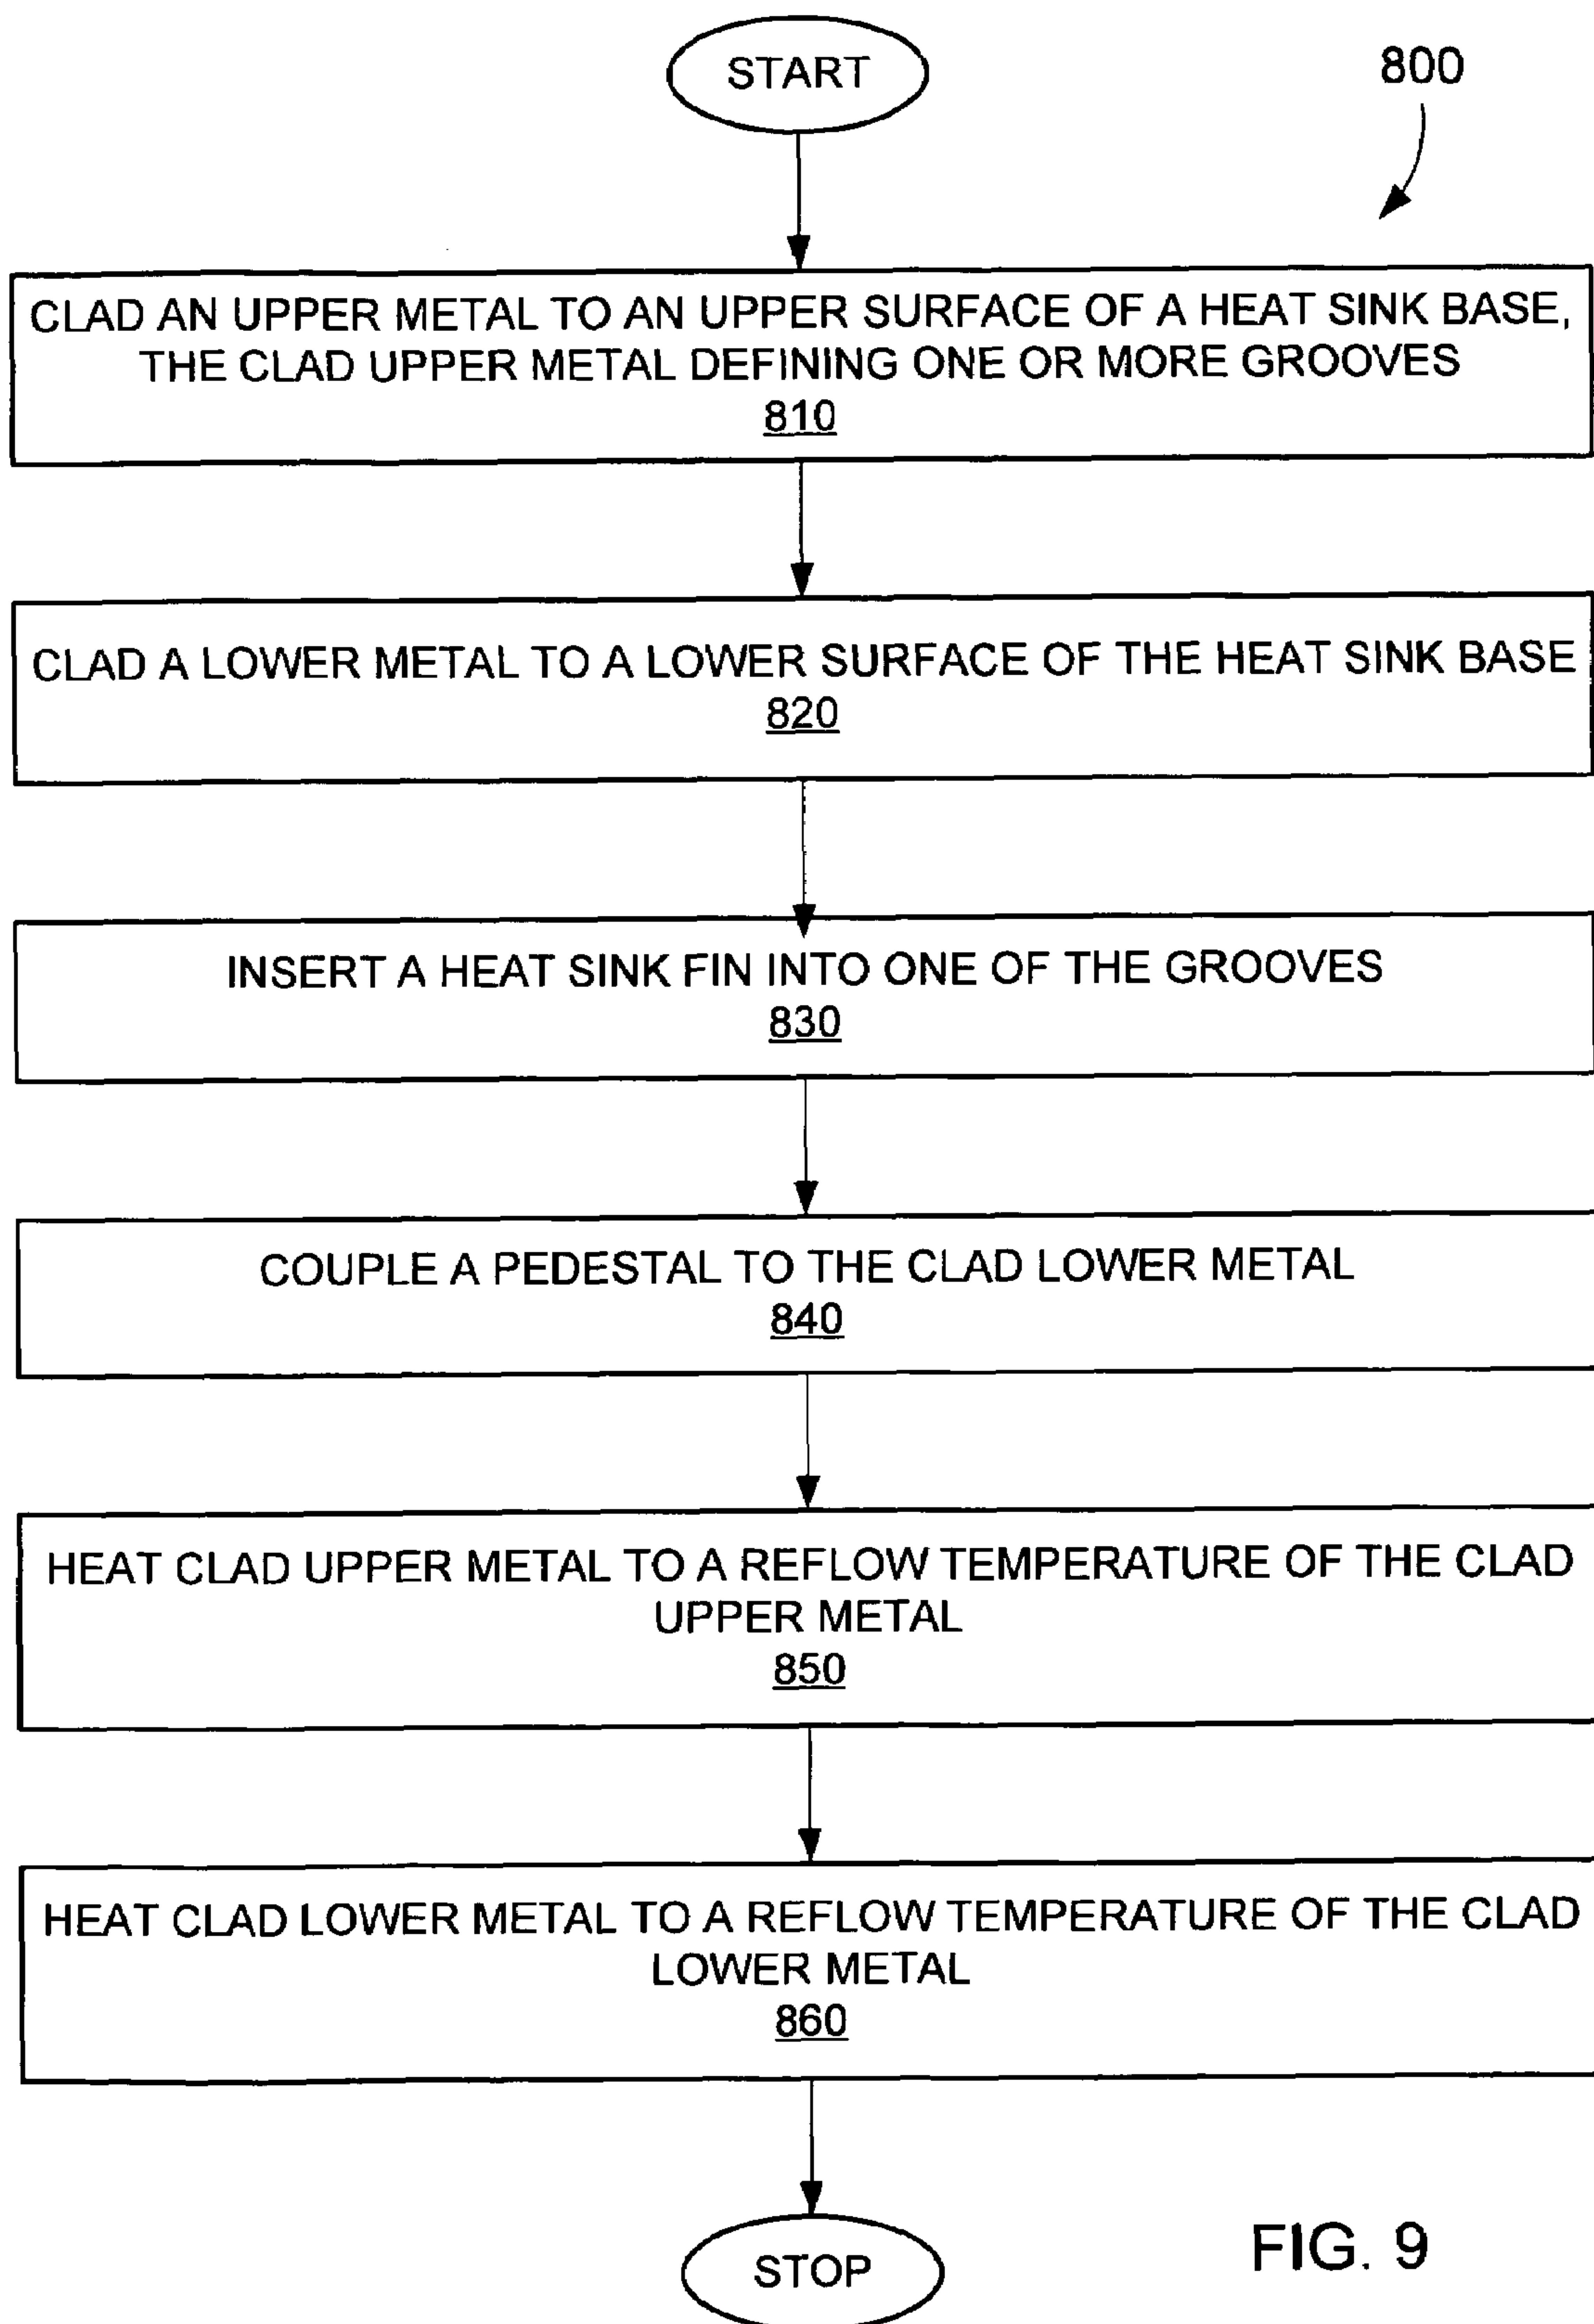 START
800
CLAD AN UPPER METAL TO AN UPPER SURFACE OF A HEAT SINK BASE,
THE CLAD UPPER METAL DEFINING ONE OR MORE GROOVES
810
CLAD A LOWER METAL TO A LOWER SURFACE OF THE HEAT SINK BASE
820
INSERT A HEAT SINK FIN INTO ONE OF THE GROOVES
830
COUPLE A PEDESTAL TO THE CLAD LOWER METAL
840
HEAT CLAD UPPER METAL TO A REFLOW TEMPERATURE OF THE CLAD
UPPER METAL
850
HEAT CLAD LOWER METAL TO A REFLOW TEMPERATURE OF THE CLAD
LOWER METAL
860
STOP
FIG. 9